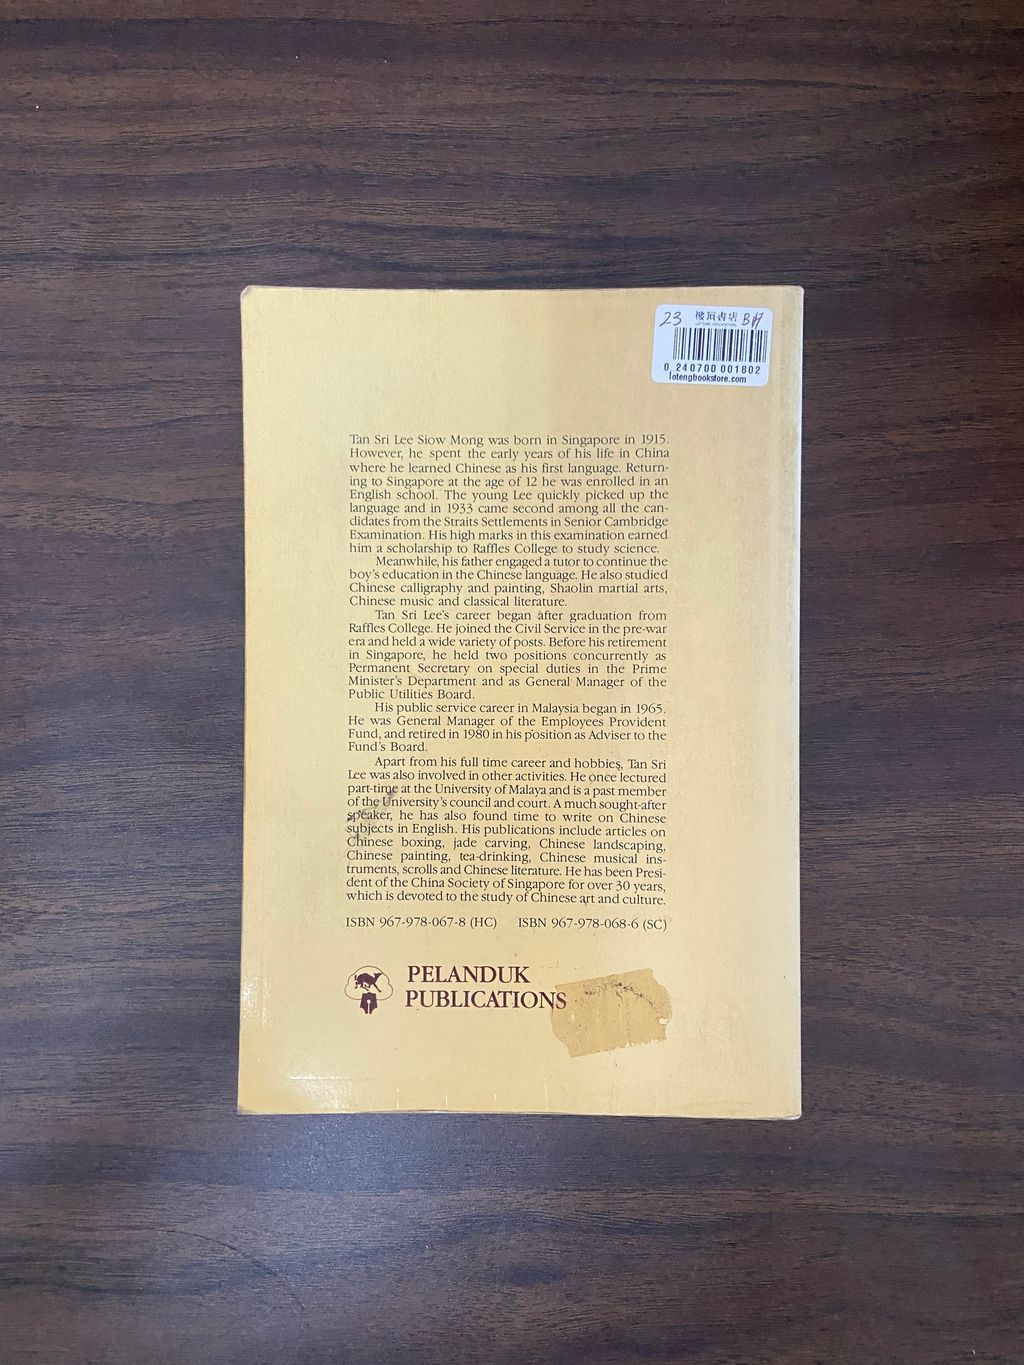 23 樓頂書店
0 240700 001802
lotengbookstore.com
Tan Sri Lee Siow Mong was born in Singapore in 1915.
However, he spent the early years of his life in China
where he learned Chinese as his first language. Return-
ing to Singapore at the age of 12 he was enrolled in an
English school. The young Lee quickly picked up the
language and in 1933 came second among all the can-
didates from the Straits Settlements in Senior Cambridge
Examination. His high marks in this examination earned
him a scholarship to Raffles College to study science.
Meanwhile, his father engaged a tutor to continue the
boy's education in the Chinese language. He also studied
Chinese calligraphy and painting, Shaolin martial arts,
Chinese music and classical literature.
Tan Sri Lee's career began after graduation from
Raffles College. He joined the Civil Service in the pre-war
era and held a wide variety of posts. Before his retirement
in Singapore, he held two positions concurrently as
Permanent Secretary on special duties in the Prime
Minister's Department and as General Manager of the
Public Utilities Board.
His public service career in Malaysia began in 1965.
He was General Manager of the Employees Provident
Fund, and retired in 1980 in his position as Adviser to the
Fund's Board.
Apart from his full time career and hobbies, Tan Sri
Lee was also involved in other activities. He once lectured
part-time at the University of Malaya and is a past member
of the University's council and court. A much sought-after
speaker, he has also found time to write on Chinese
subjects in English. His publications include articles on
Chinese boxing, jade carving, Chinese landscaping,
Chinese painting, tea-drinking, Chinese musical ins-
truments, scrolls and Chinese literature. He has been Presi-
dent of the China Society of Singapore for over 30 years,
which is devoted to the study of Chinese art and culture.
ISBN 967-978-067-8 (HC) ISBN 967-978-068-6 (SC)
PELANDUK
PUBLICATIONS